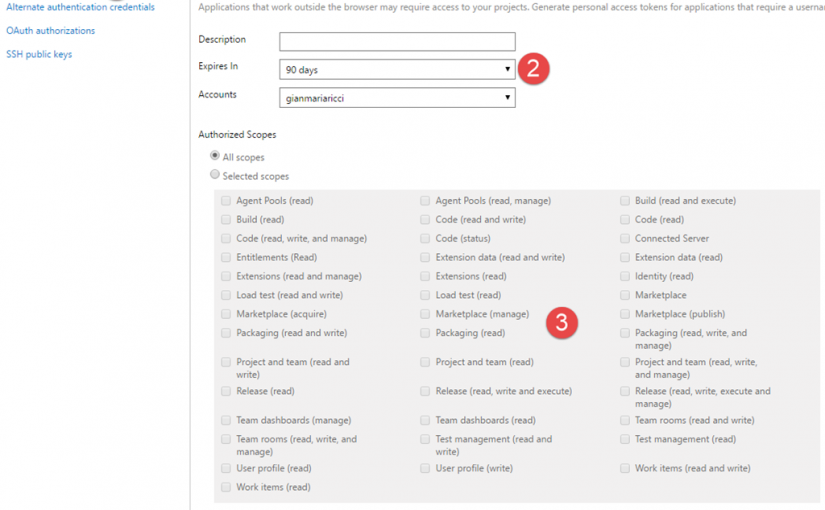 Alternate authentication credentials
OAuth authorizations
SSH public keys
Applications that work outside the browser may require access to your projects. Generate personal access tokens for applications that require a userna
Description
Expires In
90 days
2
Accounts
gianmariaricci
Authorized Scopes
All scopes
Selected scopes
Agent Pools (read)
Agent Pools (read, manage)
Build (read and execute)
Build (read)
Code (read and write)
Code (read)
Code (read, write, and manage)
Code (status)
Connected Server
Entitlements (Read)
Extension data (read and write)
Extension data (read)
Extensions (read and manage)
Extensions (read)
Identity (read)
Load test (read and write)
Load test (read)
Marketplace
Marketplace (acquire)
Marketplace (manage)
3
Marketplace (publish)
Packaging (read and write)
Packaging (read)
Packaging (read, write, and
manage)
Project and team (read and
write)
Project and team (read)
Project and team (read, write,
and manage)
Release (read)
Release (read, write and execute)
Release (read, write, execute and
manage)
Team dashboards (manage)
Team dashboards (read)
Team rooms (read and write)
Team rooms (read, write, and
manage)
Test management (read and
write)
Test management (read)
User profile (read)
User profile (write)
Work items (read and write)
Work items (read)